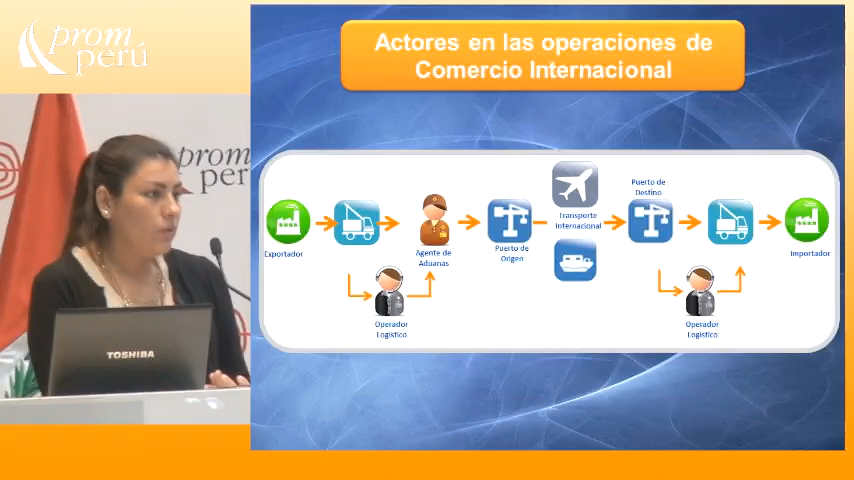 prom
perú
Actores en las operaciones de
Comercio Internacional
prom
per
TOSHIBA
Exportador
Agente de
Aduanas
Operador
Logístico
Puerto de
Origen
Transporte
Internacional
Puerto de
Destino
Operador
Logístico
Importador